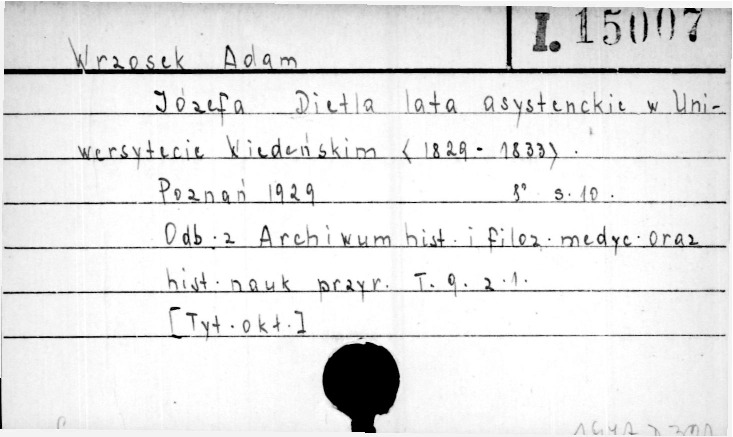 I. 15007
Wrzosek Adam
Józefa Dietla lata asystenckie w Uni-
wersytecie Wiedeńskim (1829 - 1833).
Poznań 1929 8° s. 10.
Odb. z Archiwum hist. i filoz. medyc. oraz
hist. nauk przyr. T. 9. z. 1.
[Tyt. okł.]